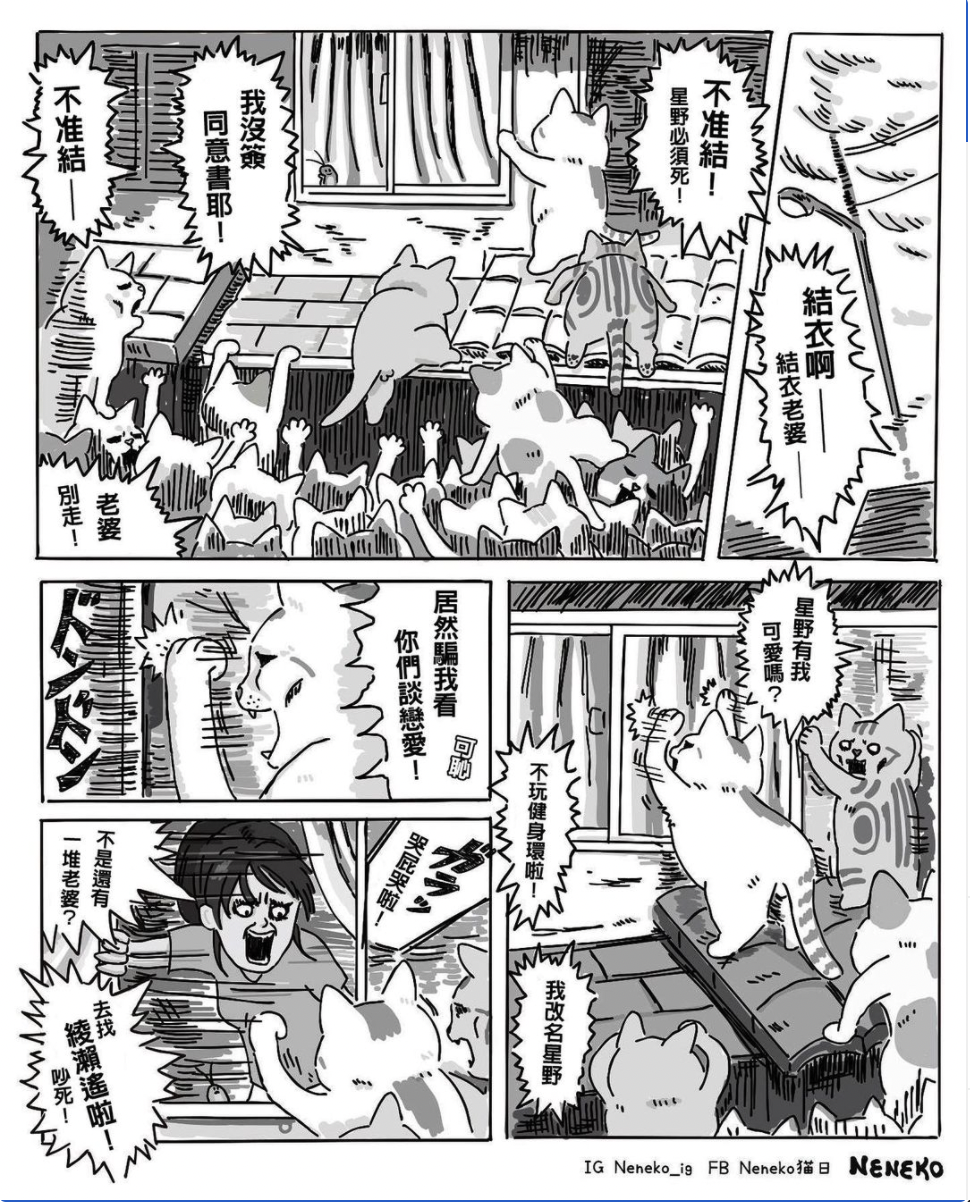 結衣啊——
結衣老婆—
不准結！
星野必須死！
我沒簽
同意書耶！
不准結——
老婆
別走！
星野有我
可愛嗎？
不玩健身環啦！
我改名星野
居然騙我看
你們談戀愛！
可恥
ドンドン
ガラッ
哭屁哭啦！
不是還有
一堆老婆？
去找
綾瀨遙啦！
吵死！
IG Neneko_ig FB Neneko猫日 NENEKO